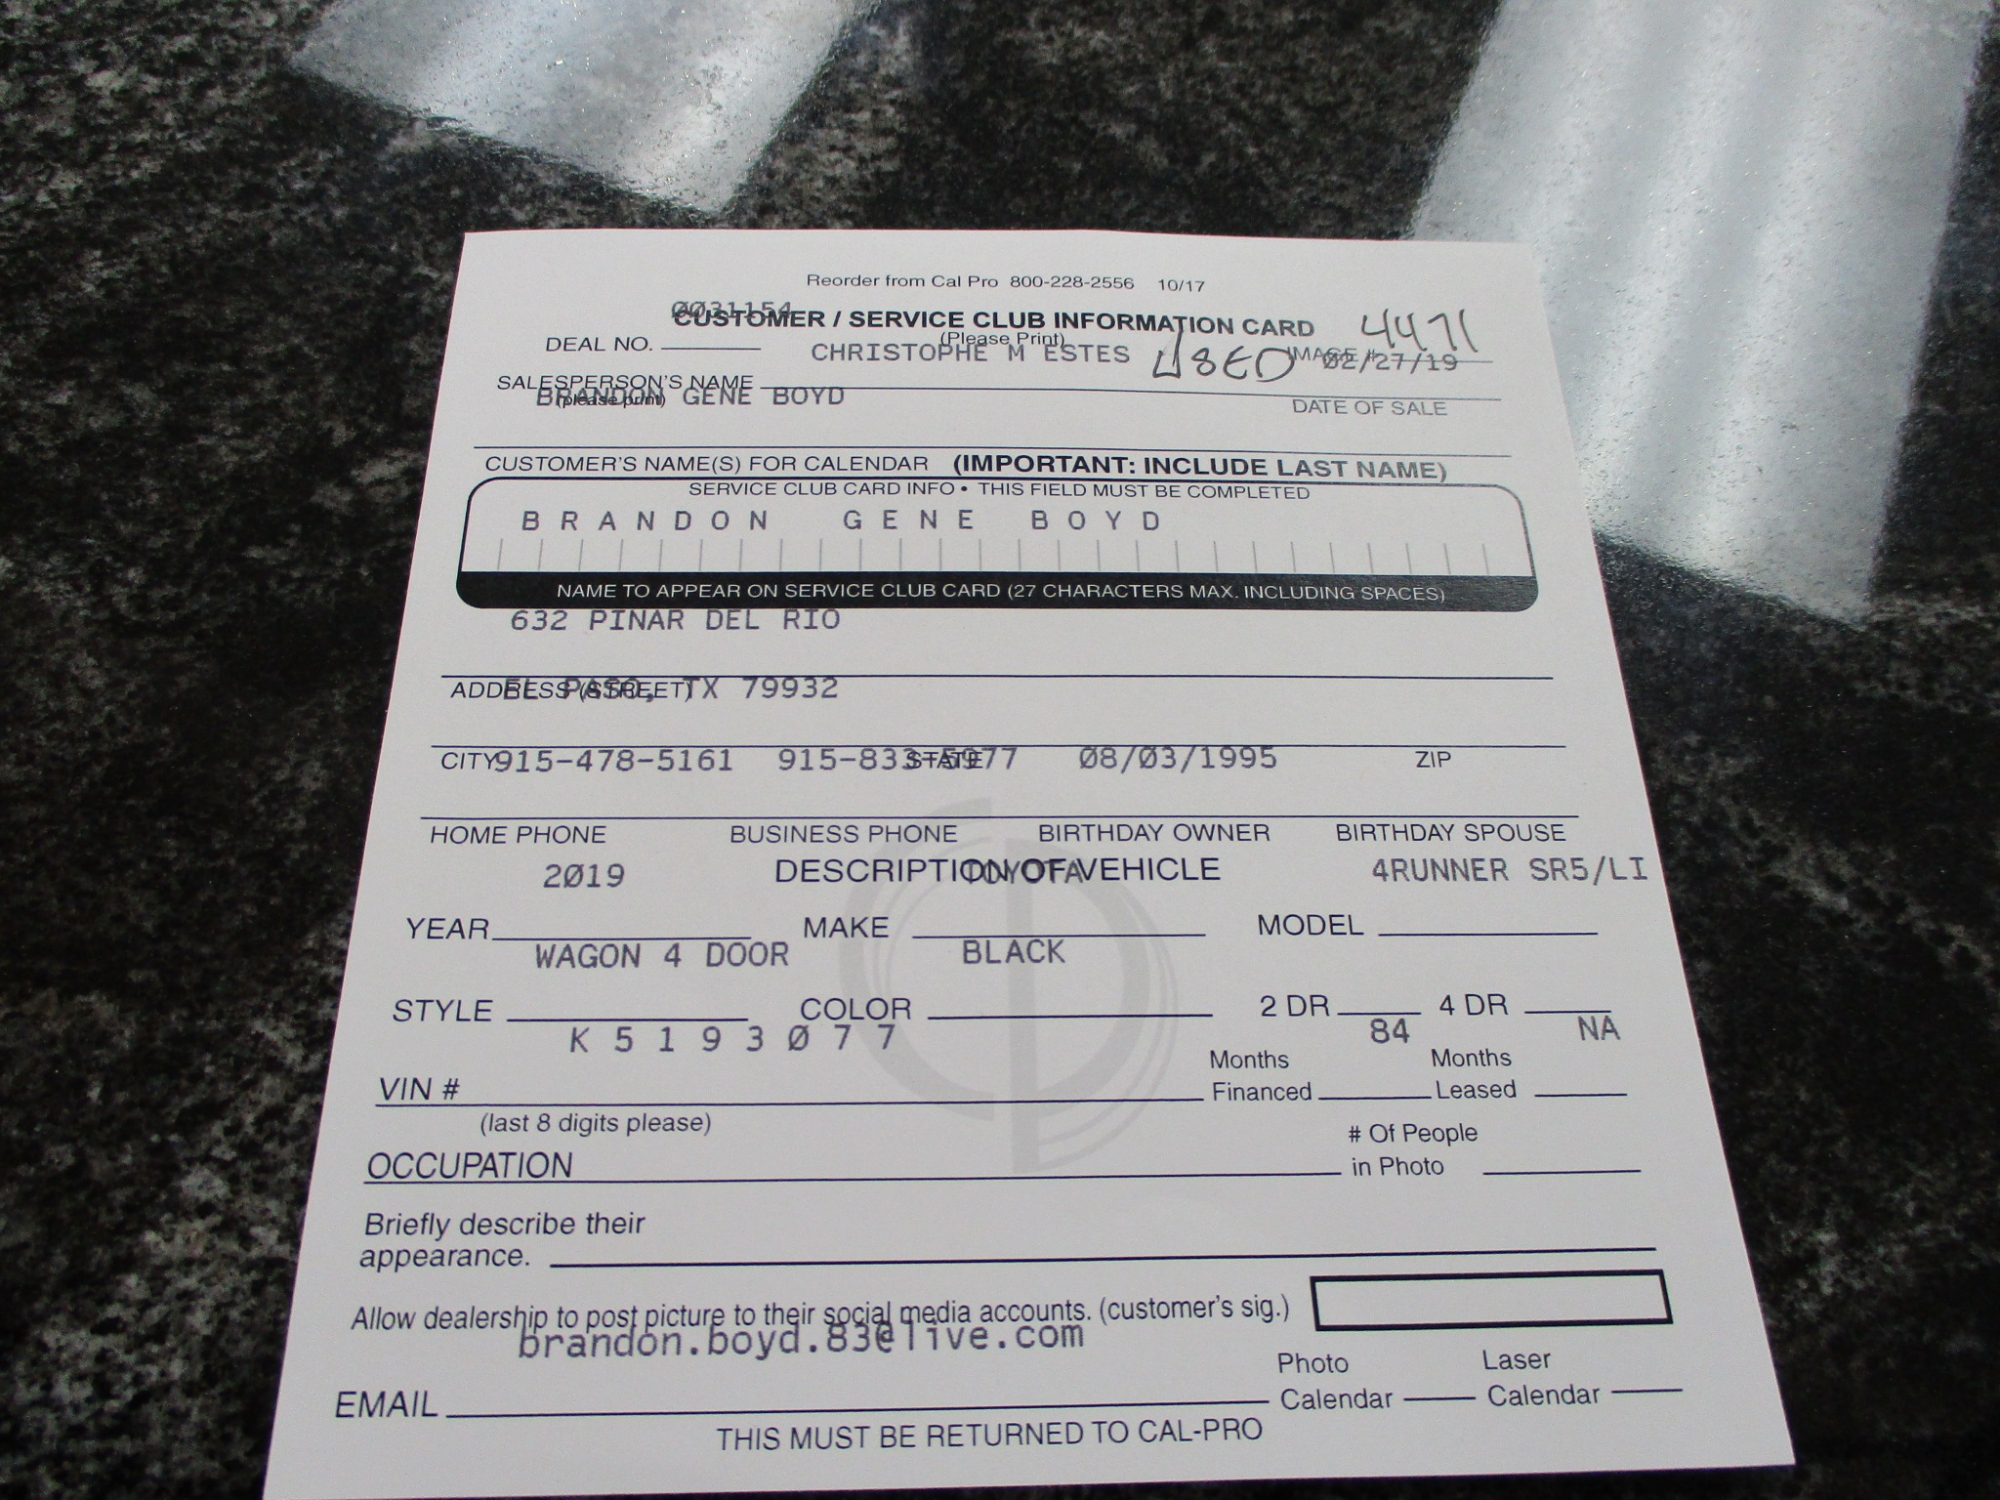 Reorder from Cal Pro 800-228-2556 10/17
0031154
CUSTOMER / SERVICE CLUB INFORMATION CARD 4471
(Please Print)
DEAL NO. CHRISTOPHE M ESTES USED IMAGE # 02/27/19
SALESPERSON'S NAME
(please print) BRANDON GENE BOYD DATE OF SALE
CUSTOMER'S NAME(S) FOR CALENDAR (IMPORTANT: INCLUDE LAST NAME)
SERVICE CLUB CARD INFO • THIS FIELD MUST BE COMPLETED
BRANDON GENE BOYD
NAME TO APPEAR ON SERVICE CLUB CARD (27 CHARACTERS MAX. INCLUDING SPACES)
632 PINAR DEL RIO
ADDRESS (STREET) EL PASO, TX 79932
CITY 915-478-5161 915-833-5977 STATE 08/03/1995 ZIP
HOME PHONE BUSINESS PHONE BIRTHDAY OWNER BIRTHDAY SPOUSE
2019 DESCRIPTION OF VEHICLE TOYOTA 4RUNNER SR5/LI
YEAR MAKE MODEL
WAGON 4 DOOR BLACK
STYLE COLOR 2 DR 4 DR
K5193077 84 NA
VIN # Months Financed Months Leased
(last 8 digits please)
OCCUPATION # Of People in Photo
Briefly describe their
appearance.
Allow dealership to post picture to their social media accounts. (customer's sig.)
brandon.boyd.83@live.com
EMAIL Photo Calendar Laser Calendar
THIS MUST BE RETURNED TO CAL-PRO